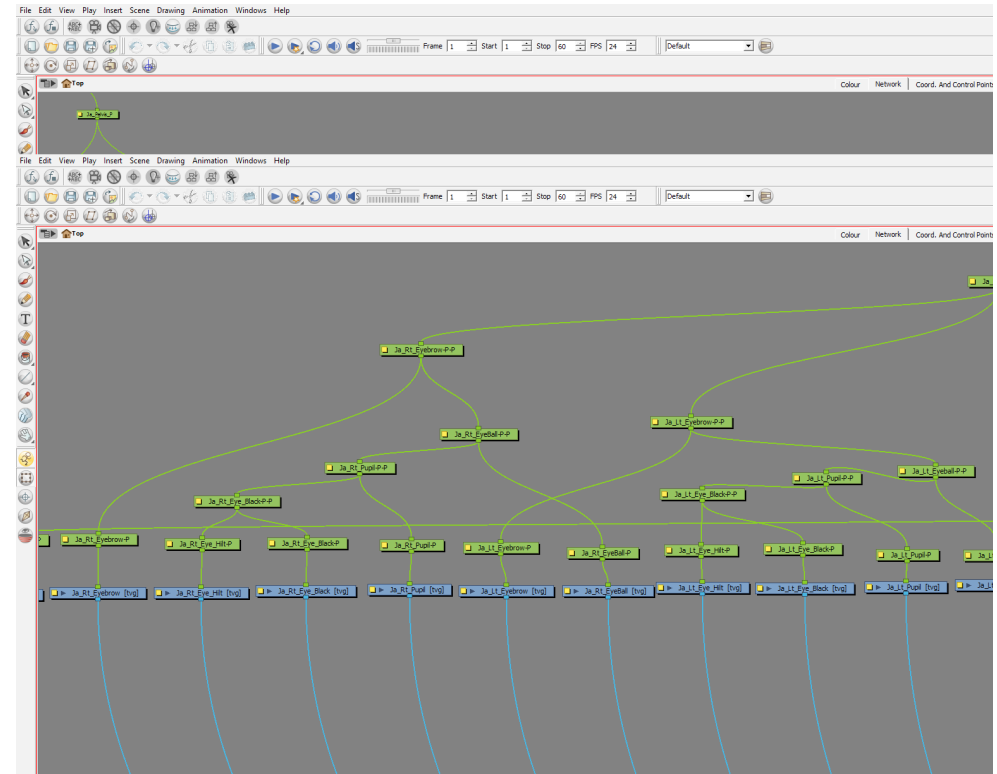 File Edit View Play Insert Scene Drawing Animation Windows Help
Frame 1 Start 1 Stop 60 FPS 24 Default
Top Colour Network Coord. And Control Points
File Edit View Play Insert Scene Drawing Animation Windows Help
Frame 1 Start 1 Stop 60 FPS 24 Default
Top Colour Network Coord. And Control Points
Ja_Rt_Eyebrow-P-P
Ja_Lt_Eyebrow-P-P
Ja_Rt_EyeBall-P-P
Ja_Rt_Pupil-P-P Ja_Lt_Eyeball-P-P
Ja_Lt_Pupil-P-P
Ja_Rt_Eye_Black-P-P Ja_Lt_Eye_Black-P-P
Ja_Rt_Eyebrow-P Ja_Rt_Eye_Hilt-P Ja_Rt_Eye_Black-P Ja_Rt_Pupil-P Ja_Lt_Eyebrow-P Ja_Rt_EyeBall-P Ja_Lt_Eye_Hilt-P Ja_Lt_Eye_Black-P Ja_Lt_Pupil-P
Ja_Rt_Eyebrow [tvg] Ja_Rt_Eye_Hilt [tvg] Ja_Rt_Eye_Black [tvg] Ja_Rt_Pupil [tvg] Ja_Lt_Eyebrow [tvg] Ja_Rt_EyeBall [tvg] Ja_Lt_Eye_Hilt [tvg] Ja_Lt_Eye_Black [tvg] Ja_Lt_Pupil [tvg]